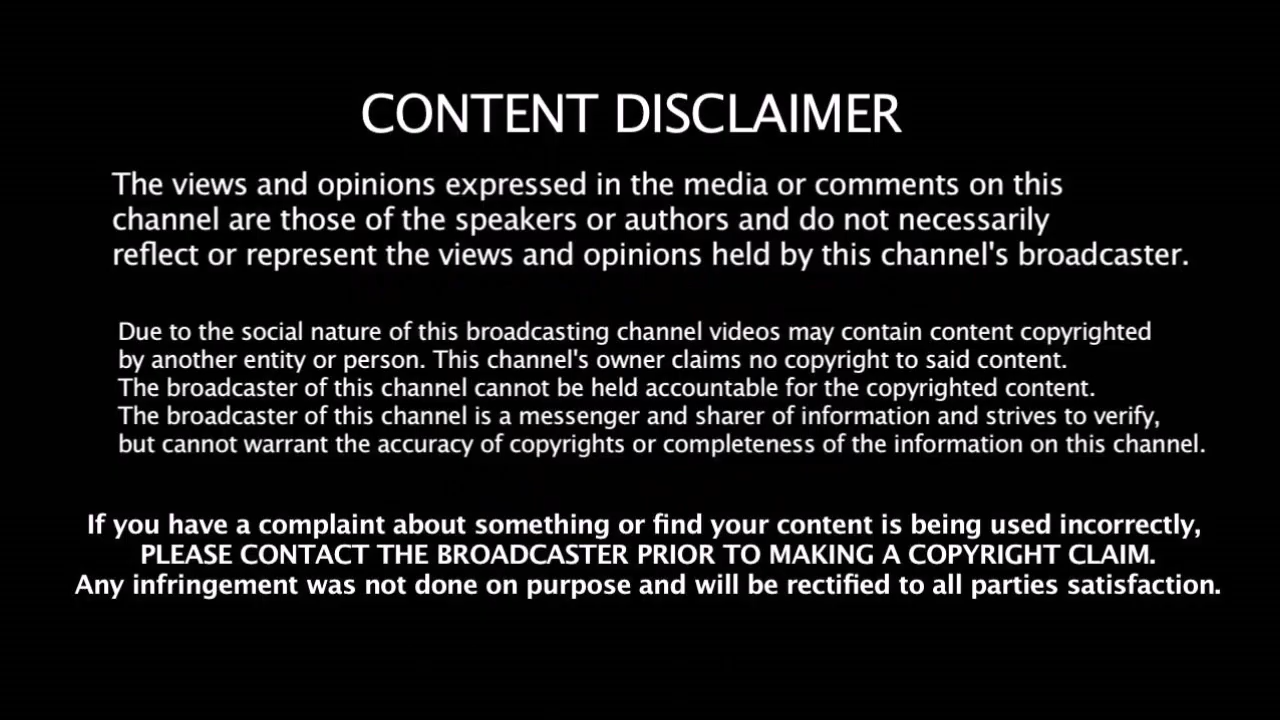 CONTENT DISCLAIMER
The views and opinions expressed in the media or comments on this
channel are those of the speakers or authors and do not necessarily
reflect or represent the views and opinions held by this channel's broadcaster.
Due to the social nature of this broadcasting channel videos may contain content copyrighted
by another entity or person. This channel's owner claims no copyright to said content.
The broadcaster of this channel cannot be held accountable for the copyrighted content.
The broadcaster of this channel is a messenger and sharer of information and strives to verify,
but cannot warrant the accuracy of copyrights or completeness of the information on this channel.
If you have a complaint about something or find your content is being used incorrectly,
PLEASE CONTACT THE BROADCASTER PRIOR TO MAKING A COPYRIGHT CLAIM.
Any infringement was not done on purpose and will be rectified to all parties satisfaction.